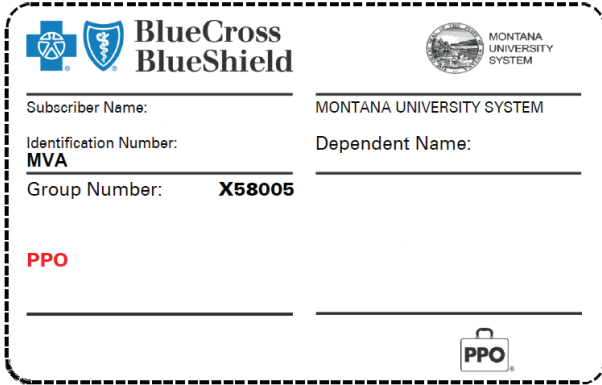 BlueCross
BlueShield
MONTANA
UNIVERSITY
SYSTEM
Subscriber Name:
MONTANA UNIVERSITY SYSTEM
Identification Number:
MVA
Dependent Name:
Group Number: X58005
PPO
PPO